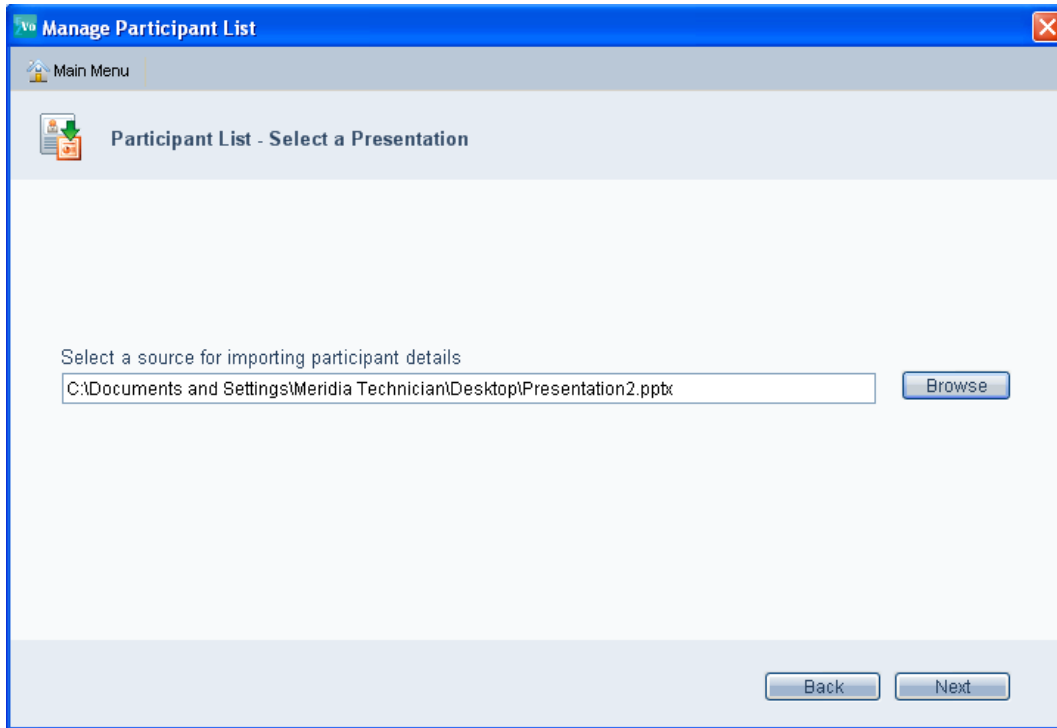 Vo Manage Participant List
Main Menu
Participant List - Select a Presentation
Select a source for importing participant details
C:\Documents and Settings\Meridia Technician\Desktop\Presentation2.pptx
Browse
Back Next